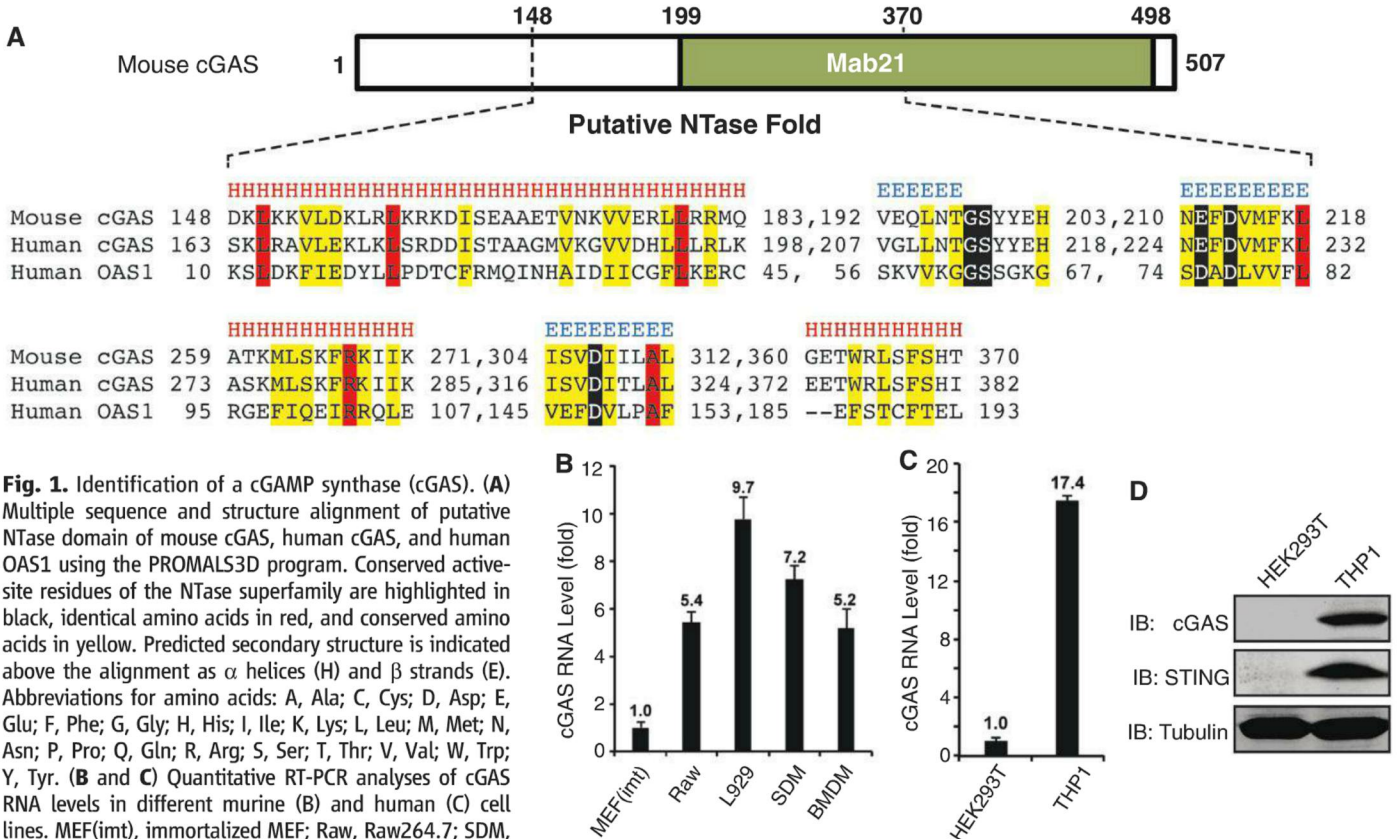 A
148 199 370 498
Mouse cGAS 1 Mab21 507
Putative NTase Fold
HHHHHHHHHHHHHHHHHHHHHHHHHHHHHHHHHHHH EEEEEE EEEEEEEEE
Mouse cGAS 148 DKLKKVLDKLRLKRKDISEAAETVNKVVERLLRRMQ 183,192 VEQLNTGSYYEH 203,210 NEFDVMFKL 218
Human cGAS 163 SKLRAVLEKLKLSRDDISTAAGMVKGVVDHLLLRLK 198,207 VGLLNTGSYYEH 218,224 NEFDVMFKL 232
Human OAS1 10 KSLDKFIEDYLLPDTCFRMQINHAIDIICGFLKERC 45, 56 SKVVKGGSSGKG 67, 74 SDADLVVFL 82
HHHHHHHHHHHHH EEEEEEEEE HHHHHHHHHHH
Mouse cGAS 259 ATKMLSKFRKIIK 271,304 ISVDIILAL 312,360 GETWRLSFSHT 370
Human cGAS 273 ASKMLSKFRKIIK 285,316 ISVDITLAL 324,372 EETWRLSFSHI 382
Human OAS1 95 RGEFIQEIRRQLE 107,145 VEFDVLPAF 153,185 --EFSTCFTEL 193
Fig. 1. Identification of a cGAMP synthase (cGAS). (A)
Multiple sequence and structure alignment of putative
NTase domain of mouse cGAS, human cGAS, and human
OAS1 using the PROMALS3D program. Conserved active-
site residues of the NTase superfamily are highlighted in
black, identical amino acids in red, and conserved amino
acids in yellow. Predicted secondary structure is indicated
above the alignment as α helices (H) and β strands (E).
Abbreviations for amino acids: A, Ala; C, Cys; D, Asp; E,
Glu; F, Phe; G, Gly; H, His; I, Ile; K, Lys; L, Leu; M, Met; N,
Asn; P, Pro; Q, Gln; R, Arg; S, Ser; T, Thr; V, Val; W, Trp;
Y, Tyr. (B and C) Quantitative RT-PCR analyses of cGAS
RNA levels in different murine (B) and human (C) cell
lines. MEF(imt), immortalized MEF; Raw, Raw264.7; SDM,
B
cGAS RNA Level (fold)
12
10
8
6
4
2
0
1.0
5.4
9.7
7.2
5.2
MEF(imt)
Raw
L929
SDM
BMDM
C
cGAS RNA Level (fold)
20
16
12
8
4
0
1.0
17.4
HEK293T
THP1
D
HEK293T
THP1
IB: cGAS
IB: STING
IB: Tubulin